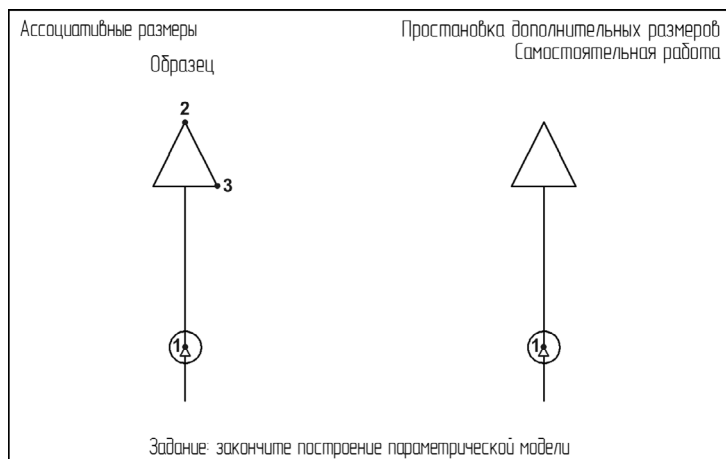 Ассоциативные размеры
Образец
2
3
1
Простановка дополнительных размеров
Самостоятельная работа
1
Задание: закончите построение параметрической модели